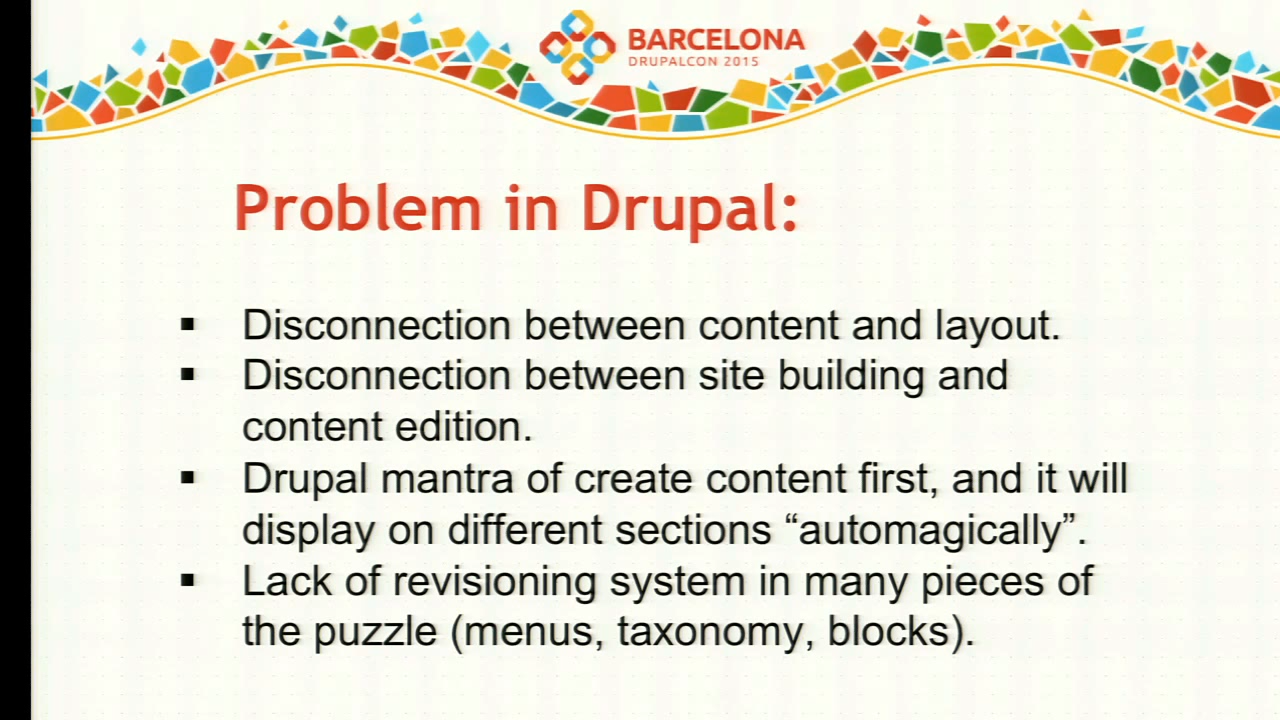 BARCELONA
DRUPALCON 2015
Problem in Drupal:
▪ Disconnection between content and layout.
▪ Disconnection between site building and
content edition.
▪ Drupal mantra of create content first, and it will
display on different sections “automagically”.
▪ Lack of revisioning system in many pieces of
the puzzle (menus, taxonomy, blocks).